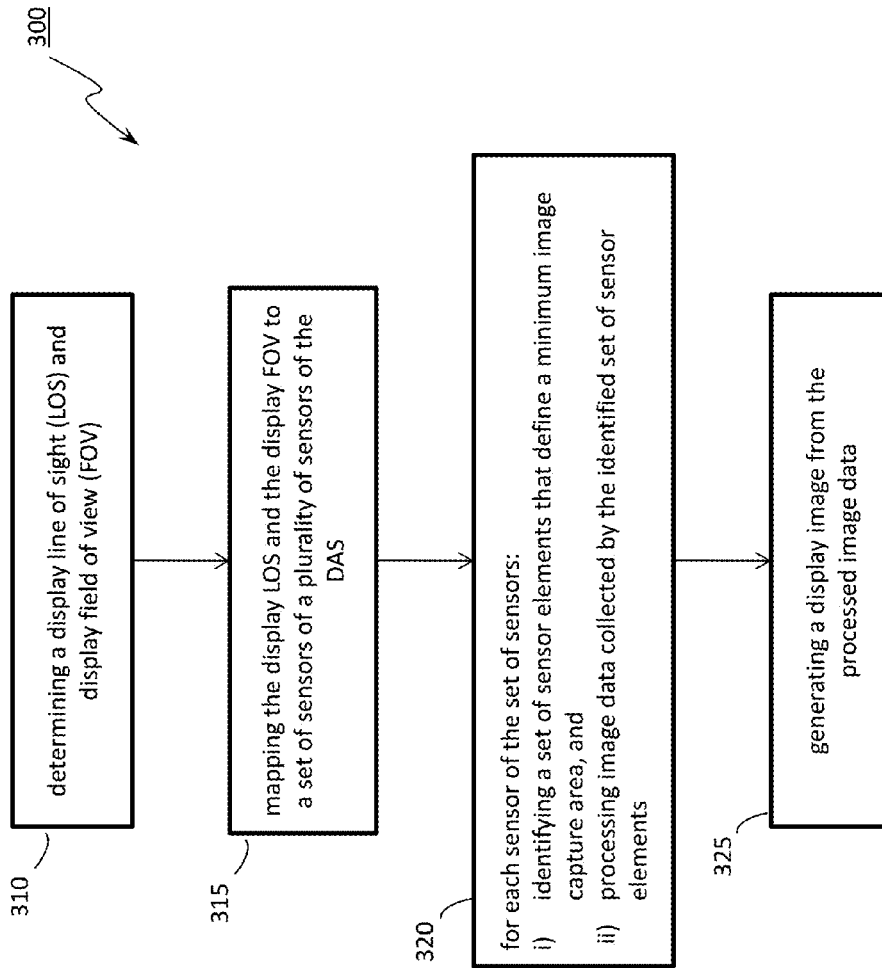 300
310
determining a display line of sight (LOS) and
display field of view (FOV)
315
mapping the display LOS and the display FOV to
a set of sensors of a plurality of sensors of the
DAS
320
for each sensor of the set of sensors:
i) identifying a set of sensor elements that define a minimum image
capture area, and
ii) processing image data collected by the identified set of sensor
elements
325
generating a display image from the
processed image data